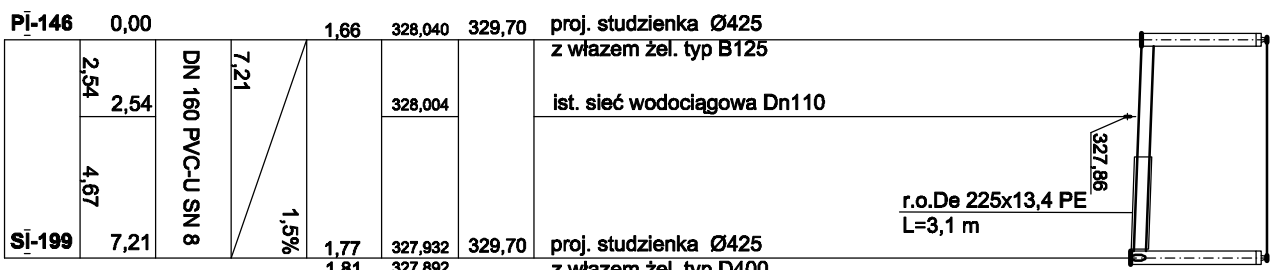 PĪ-146 0,00 1,66 328,040 329,70 proj. studzienka Ø425
z włazem żel. typ B125
2,54
DN 160 PVC-U SN 8
7,21
2,54 328,004 ist. sieć wodociągowa Dn110
327,86
4,67
1,5%
r.o.De 225x13,4 PE
L=3,1 m
SĪ-199 7,21 1,77 327,932 329,70 proj. studzienka Ø425
1,81 327,892 z włazem żel. typ D400